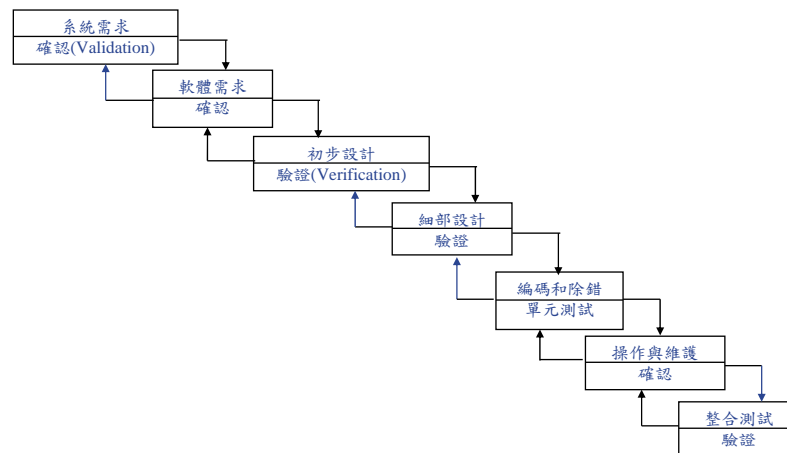 系統需求
確認(Validation)
軟體需求
確認
初步設計
驗證(Verification)
細部設計
驗證
編碼和除錯
單元測試
操作與維護
確認
整合測試
驗證